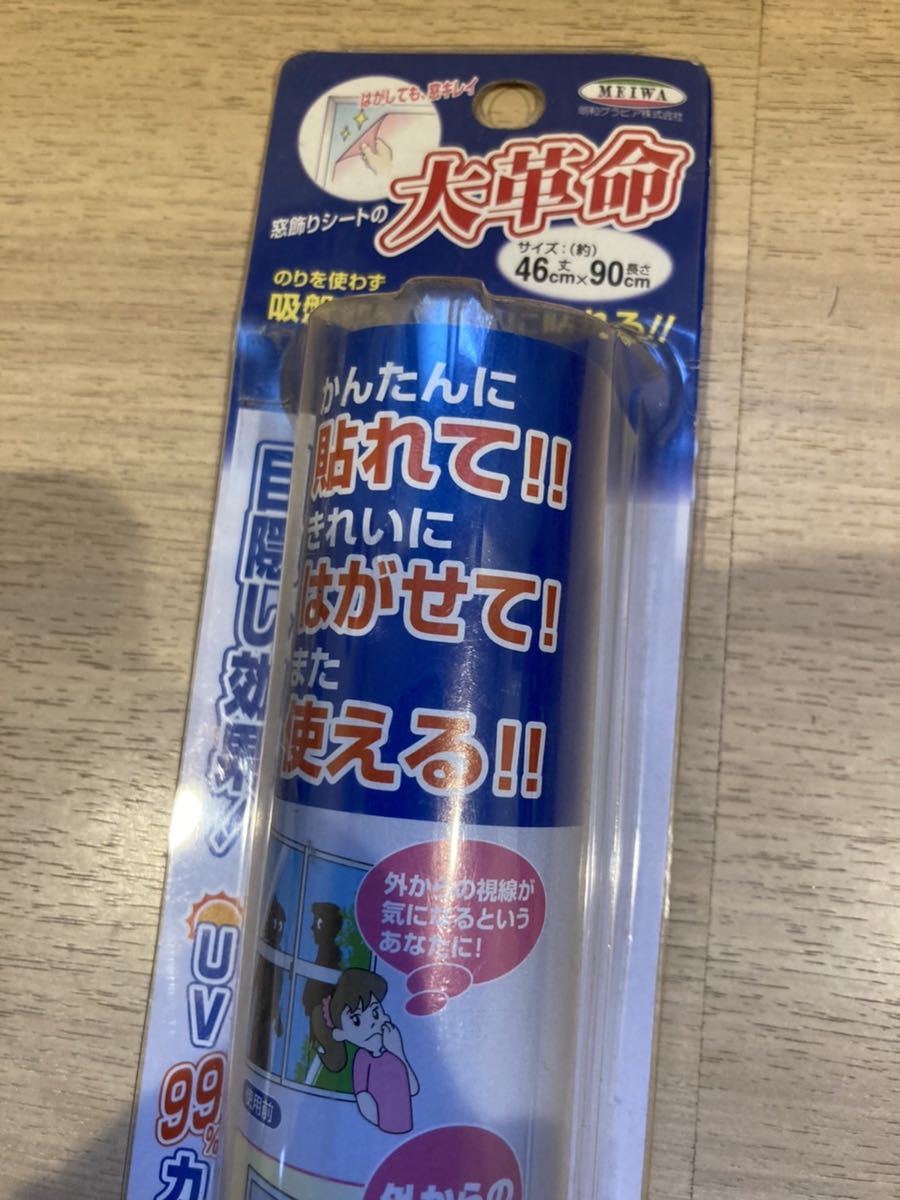 はがしても、窓キレイ
MEIWA
明和グラビア株式会社
窓飾りシートの
大革命
サイズ:(約)
46cm丈×90cm長さ
のりを使わず
吸盤
れる!!
かんたんに
貼れて!!
きれいに
はがせて!
また
使える!!
目隠し効果!
UV
99%
カ
外からの視線が
気になるという
あなたに!
使用前
外からの